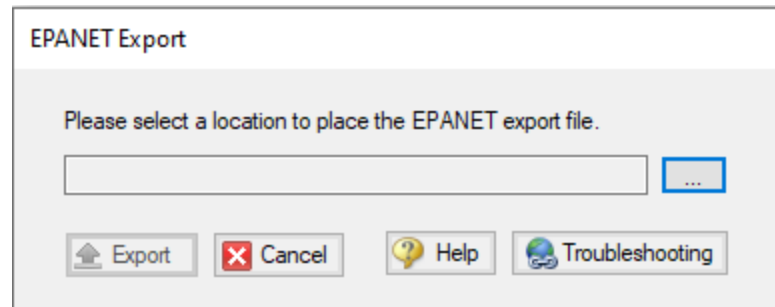 EPANET Export
Please select a location to place the EPANET export file.
...
Export Cancel Help Troubleshooting